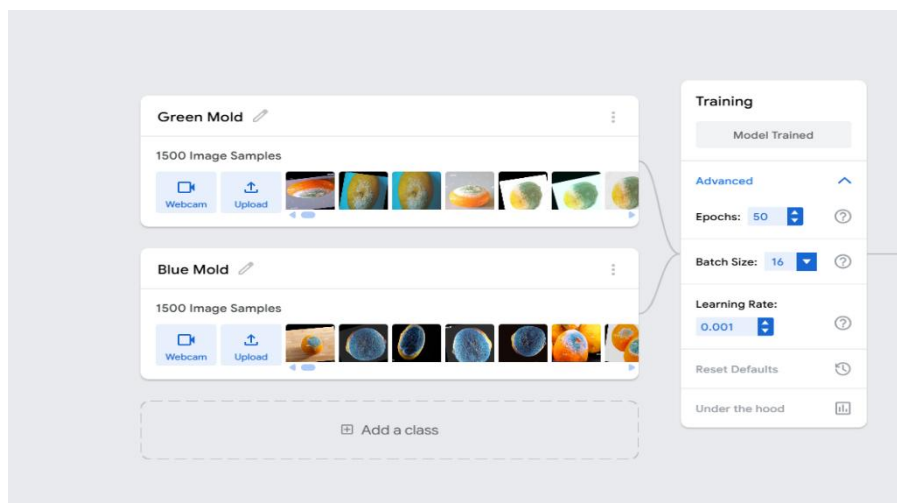 Green Mold
1500 Image Samples
Webcam
Upload
Blue Mold
1500 Image Samples
Webcam
Upload
Add a class
Training
Model Trained
Advanced
Epochs: 50
Batch Size: 16
Learning Rate:
0.001
Reset Defaults
Under the hood